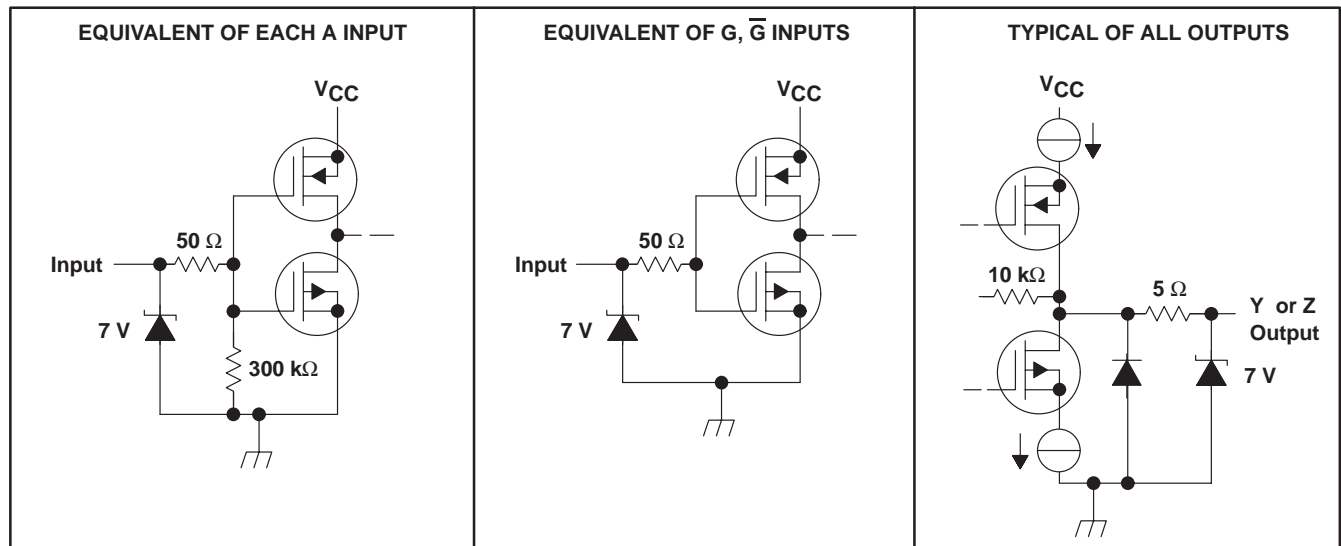 EQUIVALENT OF EACH A INPUT
VCC
50 Ω
Input
7 V
300 kΩ
EQUIVALENT OF G, G̅ INPUTS
VCC
50 Ω
Input
7 V
TYPICAL OF ALL OUTPUTS
VCC
10 kΩ
5 Ω
Y or Z
Output
7 V